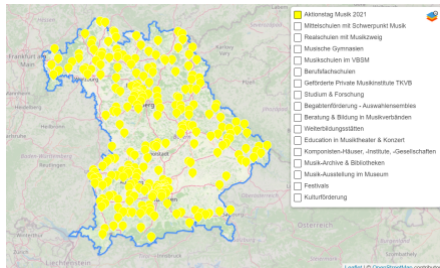 Aktionstag Musik 2021
Mittelschulen mit Schwerpunkt Musik
Realschulen mit Musikzweig
Musische Gymnasien
Musikschulen im VBSM
Berufsfachschulen
Geförderte Private Musikinstitute TKVB
Studium & Forschung
Begabtenförderung - Auswahlensembles
Beratung & Bildung in Musikverbänden
Weiterbildungsstätten
Education in Musiktheater & Konzert
Komponisten-Häuser, -Institute, -Gesellschaften
Musik-Archive & Bibliotheken
Musik-Ausstellung im Museum
Festivals
Kulturförderung
Frankfurt am
Main
Österreich
Liechtenstein
Leaflet | © OpenStreetMap contributors